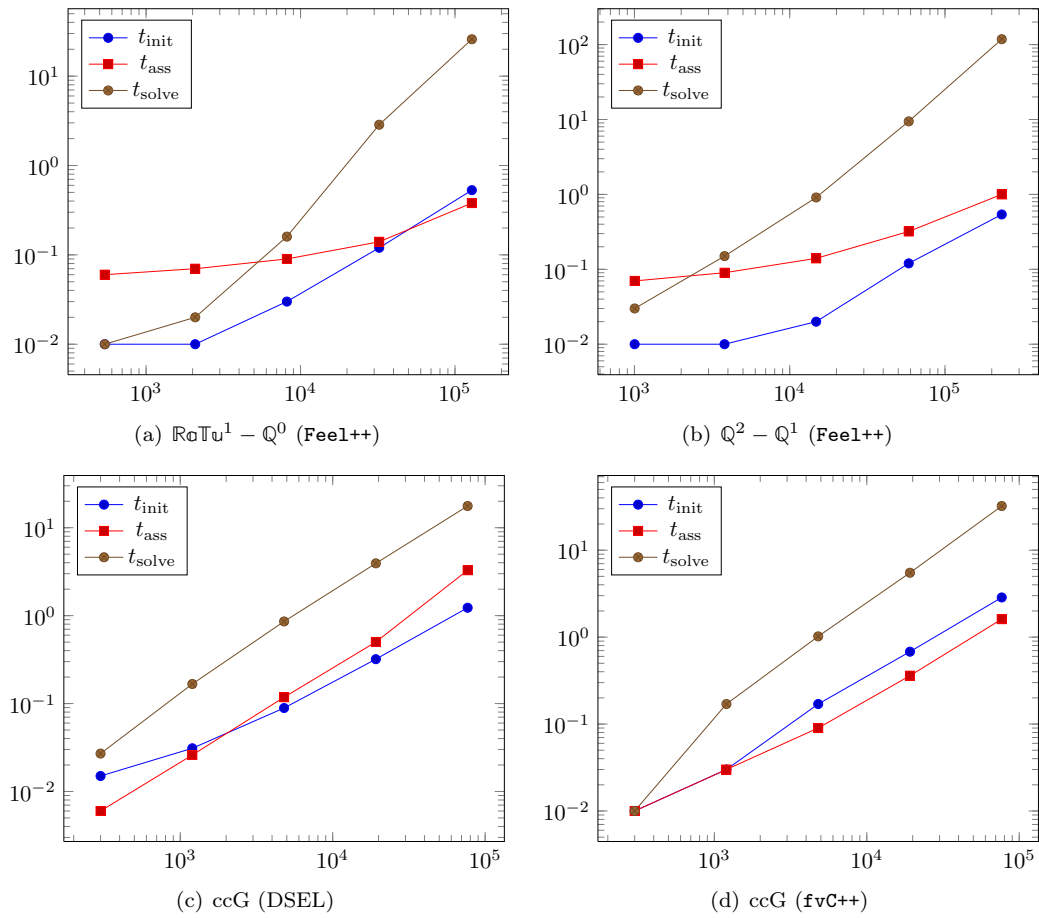 10^1
10^0
10^−1
10^−2
10^3
10^4
10^5
t_init
t_ass
t_solve
(a) ℝ𝕒𝕋𝕦^1 − ℚ^0 (Feel++)
10^2
10^1
10^0
10^−1
10^−2
10^3
10^4
10^5
t_init
t_ass
t_solve
(b) ℚ^2 − ℚ^1 (Feel++)
10^1
10^0
10^−1
10^−2
10^3
10^4
10^5
t_init
t_ass
t_solve
(c) ccG (DSEL)
10^1
10^0
10^−1
10^−2
10^3
10^4
10^5
t_init
t_ass
t_solve
(d) ccG (fvC++)